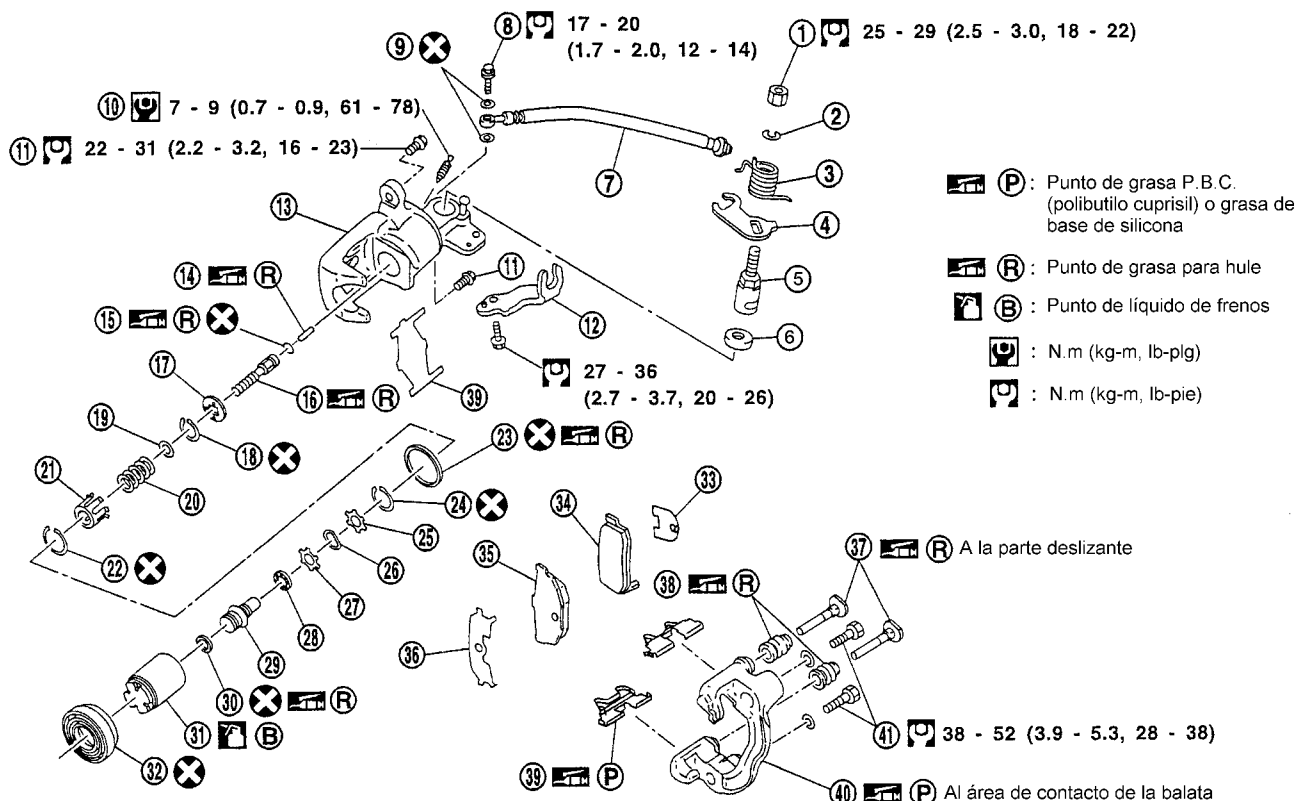 8 17 - 20
(1.7 - 2.0, 12 - 14)
1 25 - 29 (2.5 - 3.0, 18 - 22)
9
2
10 7 - 9 (0.7 - 0.9, 61 - 78)
11 22 - 31 (2.2 - 3.2, 16 - 23)
7
3
13
4
P : Punto de grasa P.B.C.
(polibutilo cuprisil) o grasa de
base de silicona
14 R
11
5
R : Punto de grasa para hule
15 R
12
6
B : Punto de líquido de frenos
17
16 R
39
27 - 36
(2.7 - 3.7, 20 - 26)
: N.m (kg-m, lb-plg)
: N.m (kg-m, lb-pie)
19
18
23 R
21
20
24
33
34
22
25
35
37 R A la parte deslizante
26
38 R
27
28
36
29
30 R
31 B
32
41 38 - 52 (3.9 - 5.3, 28 - 38)
39 P
40 P Al área de contacto de la balata